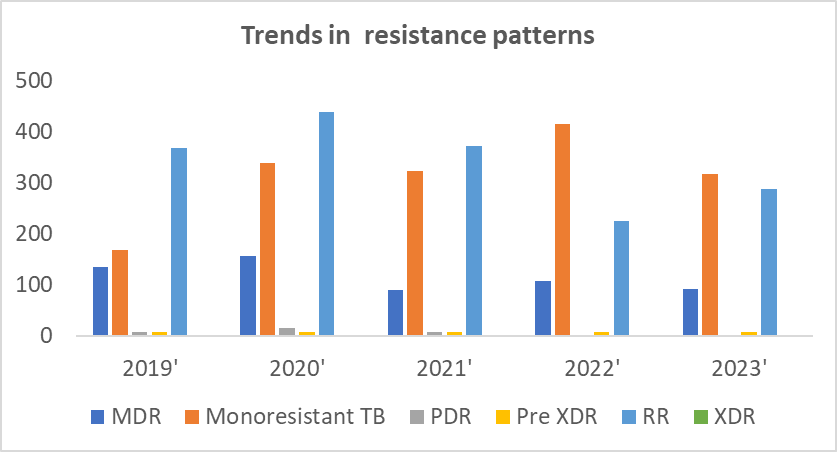 Trends in  resistance patterns
500
400
300
200
100
0
2019' 2020' 2021' 2022' 2023'
MDR Monoresistant TB PDR Pre XDR RR XDR